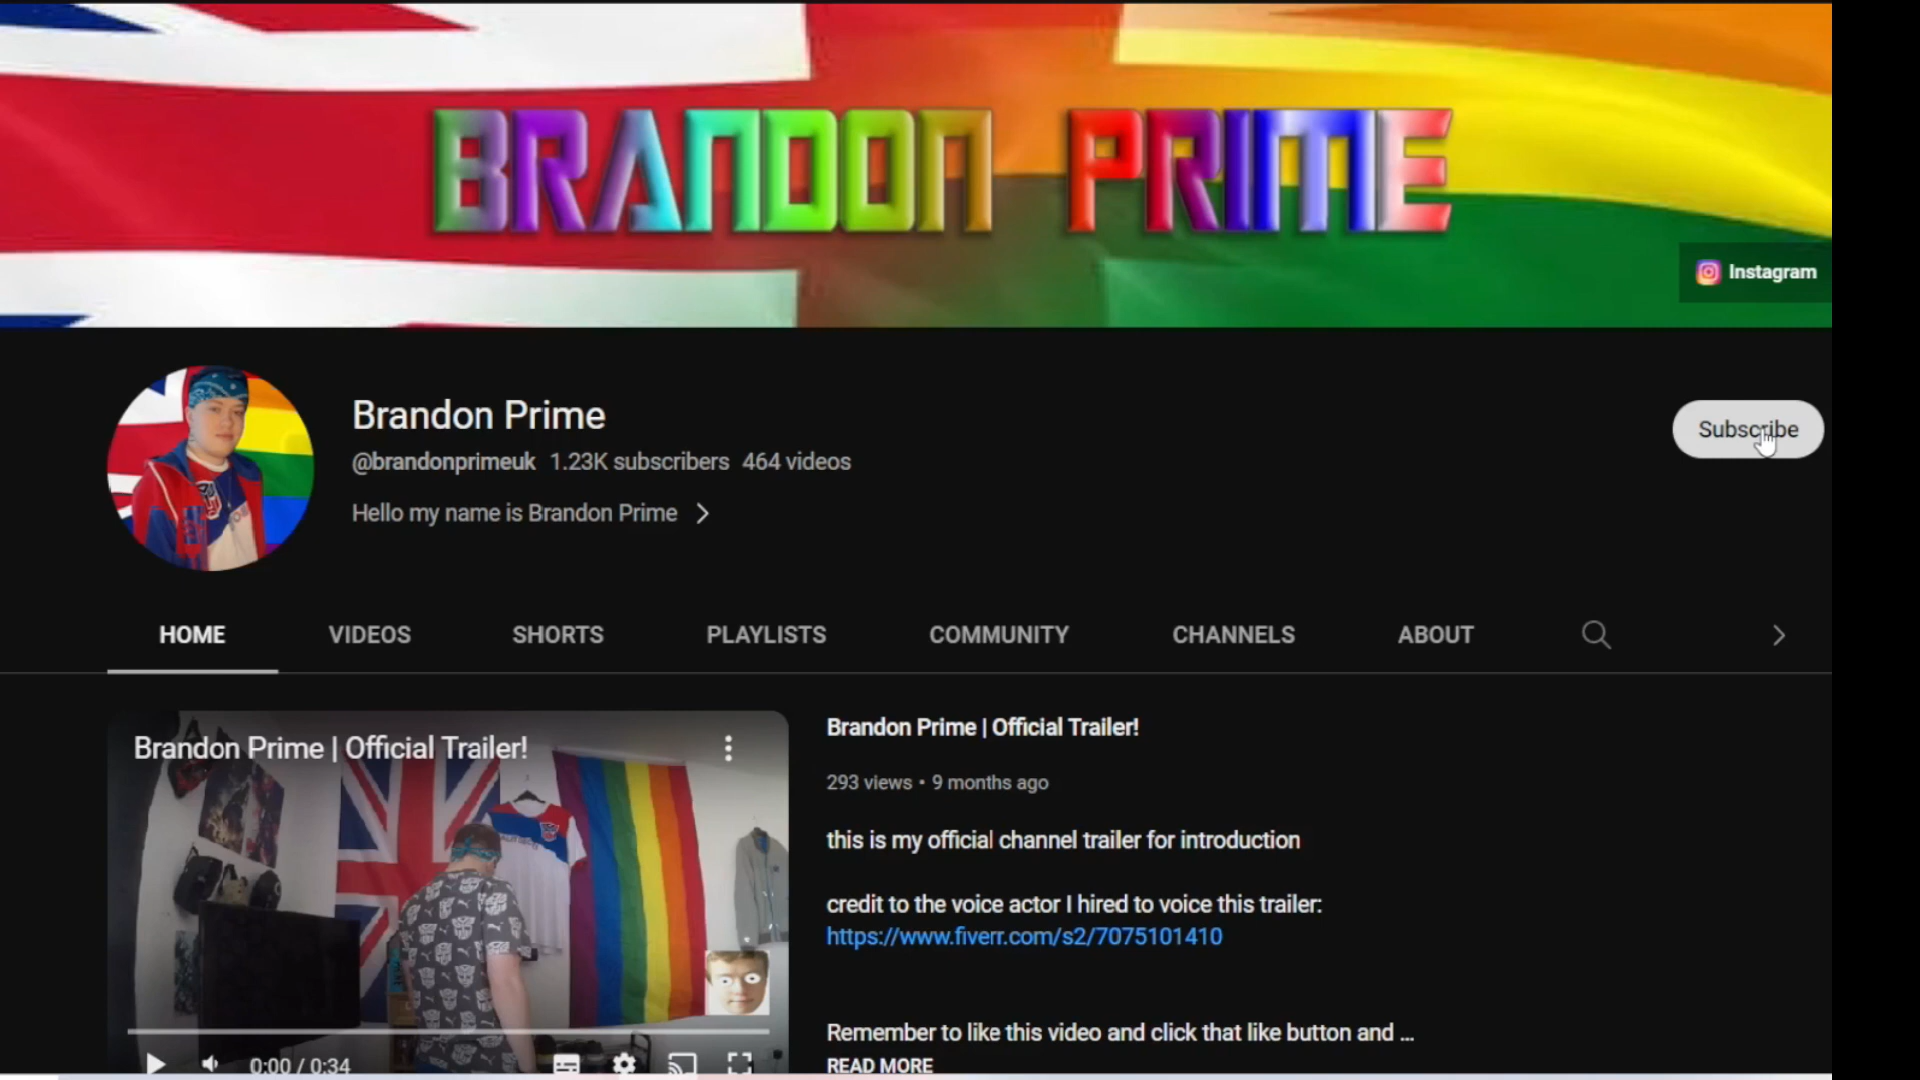 BRANDON PRIME
Instagram
Brandon Prime
@brandonprimeuk 1.23K subscribers 464 videos
Hello my name is Brandon Prime
Subscribe
HOME VIDEOS SHORTS PLAYLISTS COMMUNITY CHANNELS ABOUT
Brandon Prime | Official Trailer!
0:00 / 0:34
Brandon Prime | Official Trailer!
293 views • 9 months ago
this is my official channel trailer for introduction
credit to the voice actor I hired to voice this trailer:
https://www.fiverr.com/s2/7075101410
Remember to like this video and click that like button and ...
READ MORE